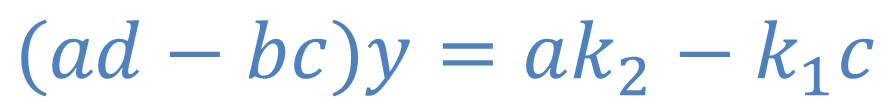 (ad − bc)y = ak₂ − k₁c